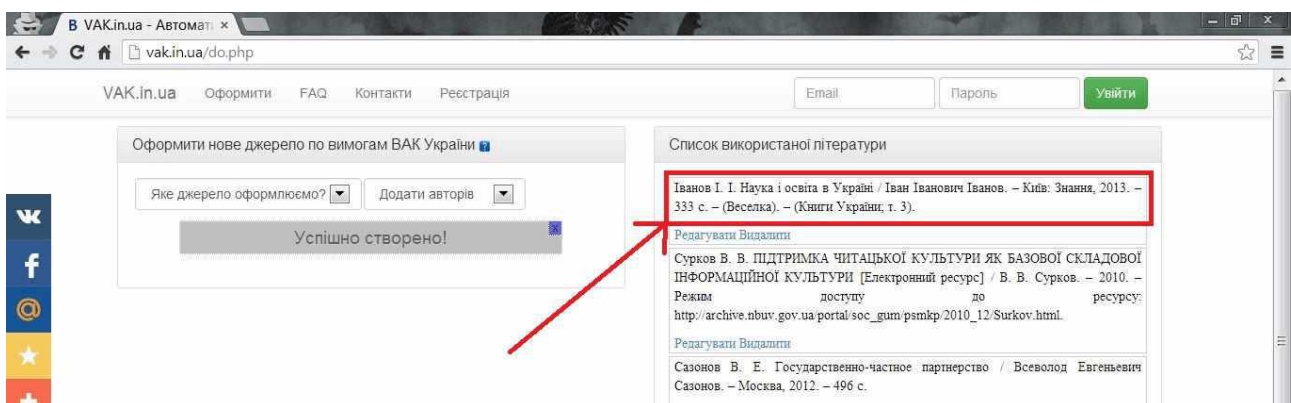 B VAK.in.ua - Автомат ×
vak.in.ua/do.php
VAK.in.ua Оформити FAQ Контакти Реєстрація Email Пароль Увійти
Оформити нове джерело по вимогам ВАК України ?
Яке джерело оформлюємо? Додати авторів
Успішно створено! x
Список використаної літератури
Іванов І. І. Наука і освіта в Україні / Іван Іванович Іванов. – Київ: Знання, 2013. –
333 с. – (Веселка). – (Книги України; т. 3).
Редагувати Видалити
Сурков В. В. ПІДТРИМКА ЧИТАЦЬКОЇ КУЛЬТУРИ ЯК БАЗОВОЇ СКЛАДОВОЇ
ІНФОРМАЦІЙНОЇ КУЛЬТУРИ [Електронний ресурс] / В. В. Сурков. – 2010. –
Режим доступу до ресурсу:
http://archive.nbuv.gov.ua/portal/soc_gum/psmkp/2010_12/Surkov.html.
Редагувати Видалити
Сазонов В. Е. Государственно-частное партнерство / Всеволод Евгеньевич
Сазонов. – Москва, 2012. – 496 с.